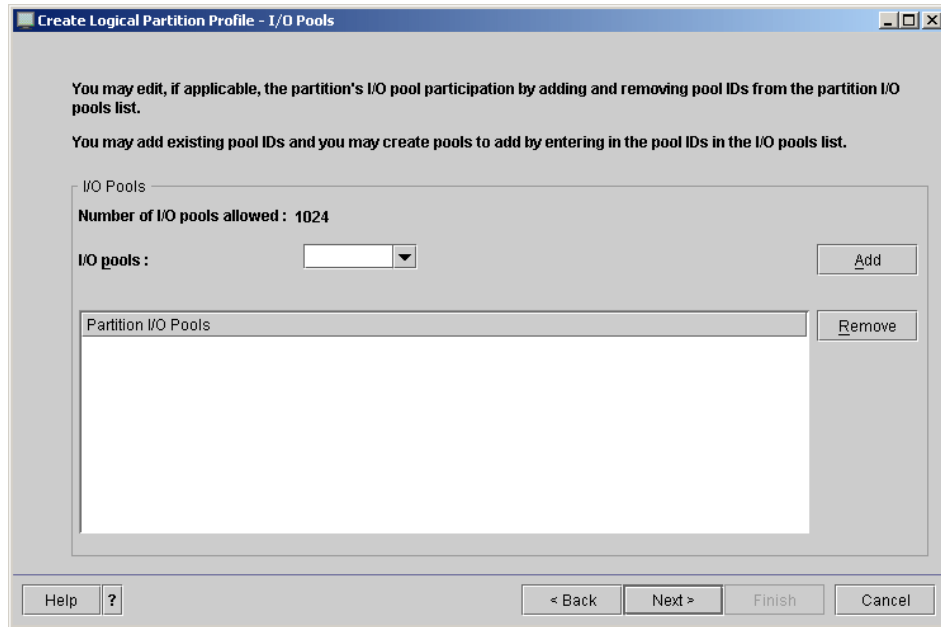 Create Logical Partition Profile - I/O Pools
You may edit, if applicable, the partition's I/O pool participation by adding and removing pool IDs from the partition I/O
pools list.
You may add existing pool IDs and you may create pools to add by entering in the pool IDs in the I/O pools list.
I/O Pools
Number of I/O pools allowed : 1024
I/O pools :
Add
Partition I/O Pools
Remove
Help ? < Back Next > Finish Cancel